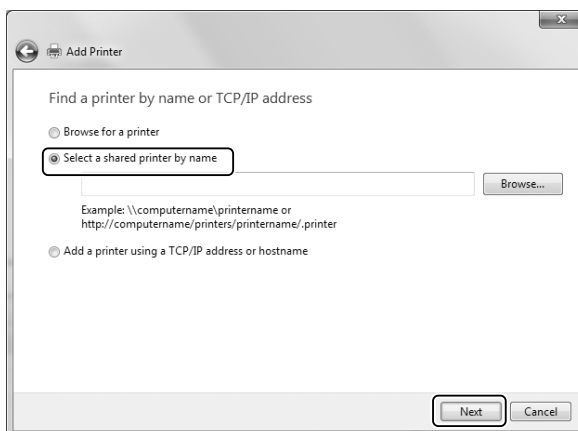 Add Printer
Find a printer by name or TCP/IP address
Browse for a printer
Select a shared printer by name
Browse...
Example: \\computername\printername or
http://computername/printers/printername/.printer
Add a printer using a TCP/IP address or hostname
Next Cancel